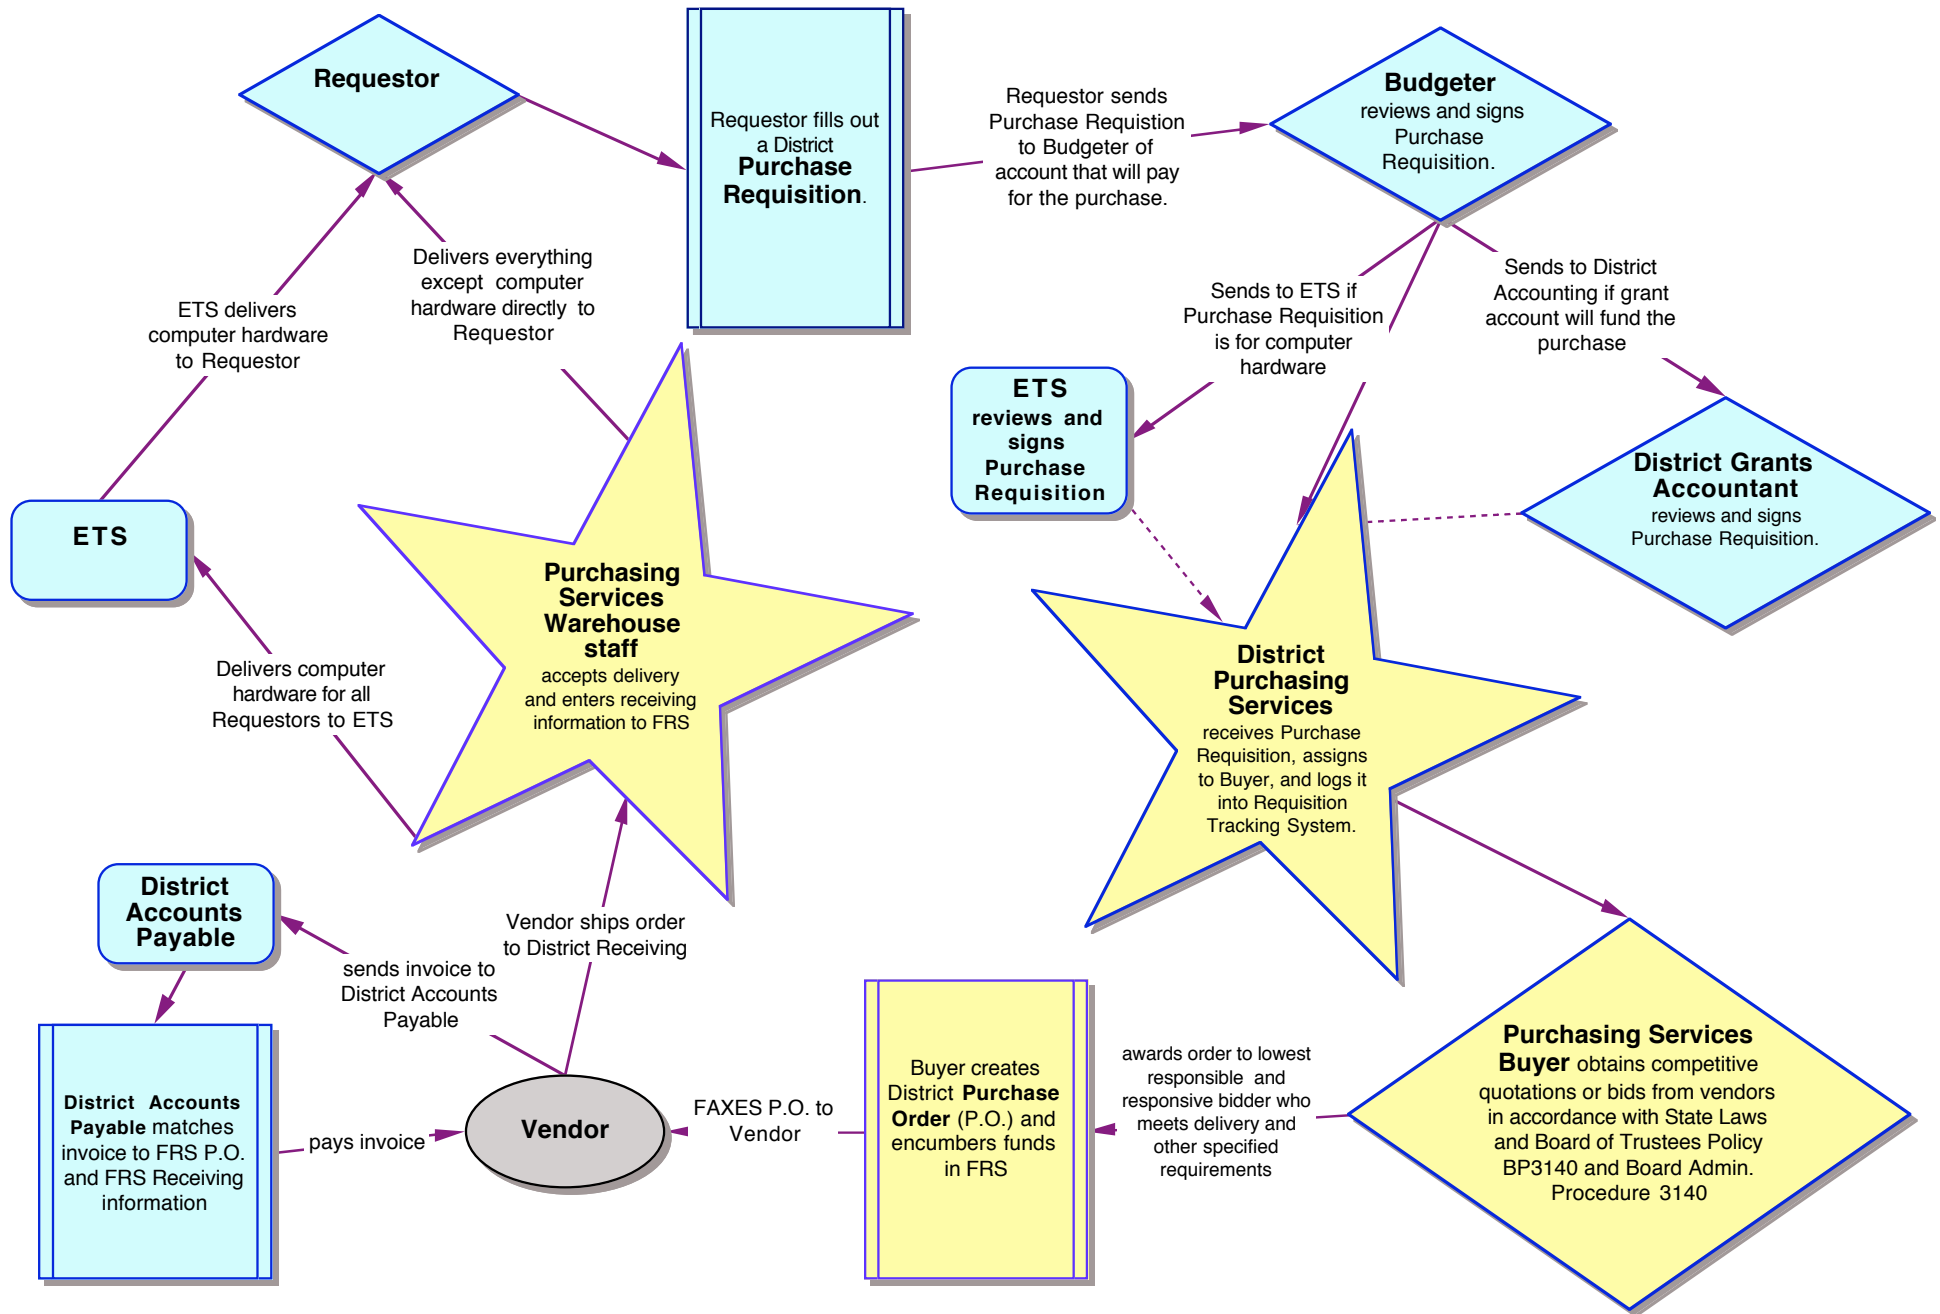 Requestor
Requestor fills out
a District
Purchase
Requisition.
Requestor sends
Purchase Requistion
to Budgeter of
account that will pay
for the purchase.
Budgeter
reviews and signs
Purchase
Requisition.
Delivers everything
except computer
hardware directly to
Requestor
ETS delivers
computer hardware
to Requestor
Sends to ETS if
Purchase Requisition
is for computer
hardware
Sends to District
Accounting if grant
account will fund the
purchase
ETS
reviews and
signs
Purchase
Requisition
District Grants
Accountant
reviews and signs
Purchase Requisition.
ETS
Purchasing
Services
Warehouse
staff
accepts delivery
and enters receiving
information to FRS
District
Purchasing
Services
receives Purchase
Requisition, assigns
to Buyer, and logs it
into Requisition
Tracking System.
Delivers computer
hardware for all
Requestors to ETS
District
Accounts
Payable
Vendor ships order
to District Receiving
sends invoice to
District Accounts
Payable
District Accounts
Payable matches
invoice to FRS P.O.
and FRS Receiving
information
pays invoice
Vendor
FAXES P.O. to
Vendor
Buyer creates
District Purchase
Order (P.O.) and
encumbers funds
in FRS
awards order to lowest
responsible and
responsive bidder who
meets delivery and
other specified
requirements
Purchasing Services
Buyer obtains competitive
quotations or bids from vendors
in accordance with State Laws
and Board of Trustees Policy
BP3140 and Board Admin.
Procedure 3140